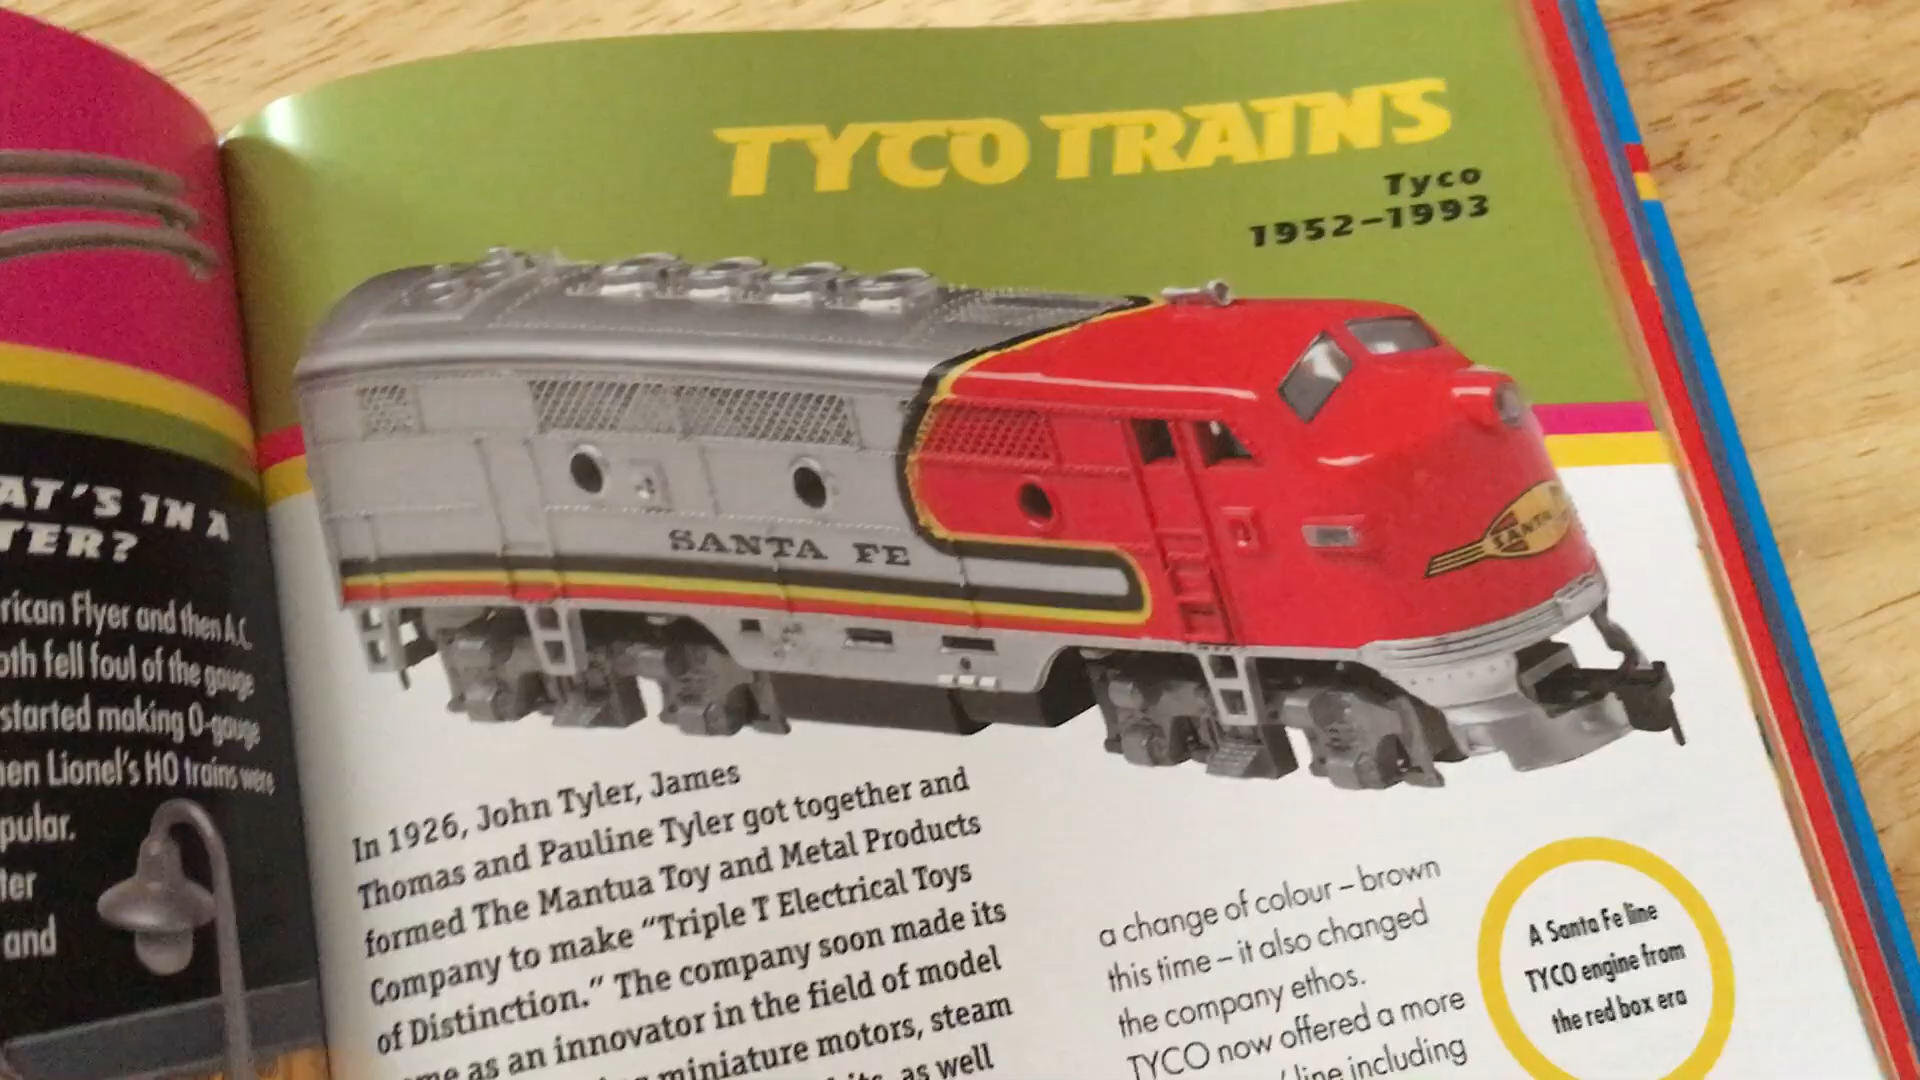 AT'S IN A
TER?
rican Flyer and then A.C.
oth fell foul of the gauge
started making O-gauge
hen Lionel's HO trains were
pular.
ler
and
TYCO TRAINS
Tyco
1952–1993
SANTA FE
SANTA
In 1926, John Tyler, James
Thomas and Pauline Tyler got together and
formed The Mantua Toy and Metal Products
Company to make “Triple T Electrical Toys
of Distinction.” The company soon made its
me as an innovator in the field of model
miniature motors, steam
as well
a change of colour – brown
this time – it also changed
the company ethos.
TYCO now offered a more
line including
A Santa Fe line
TYCO engine from
the red box era